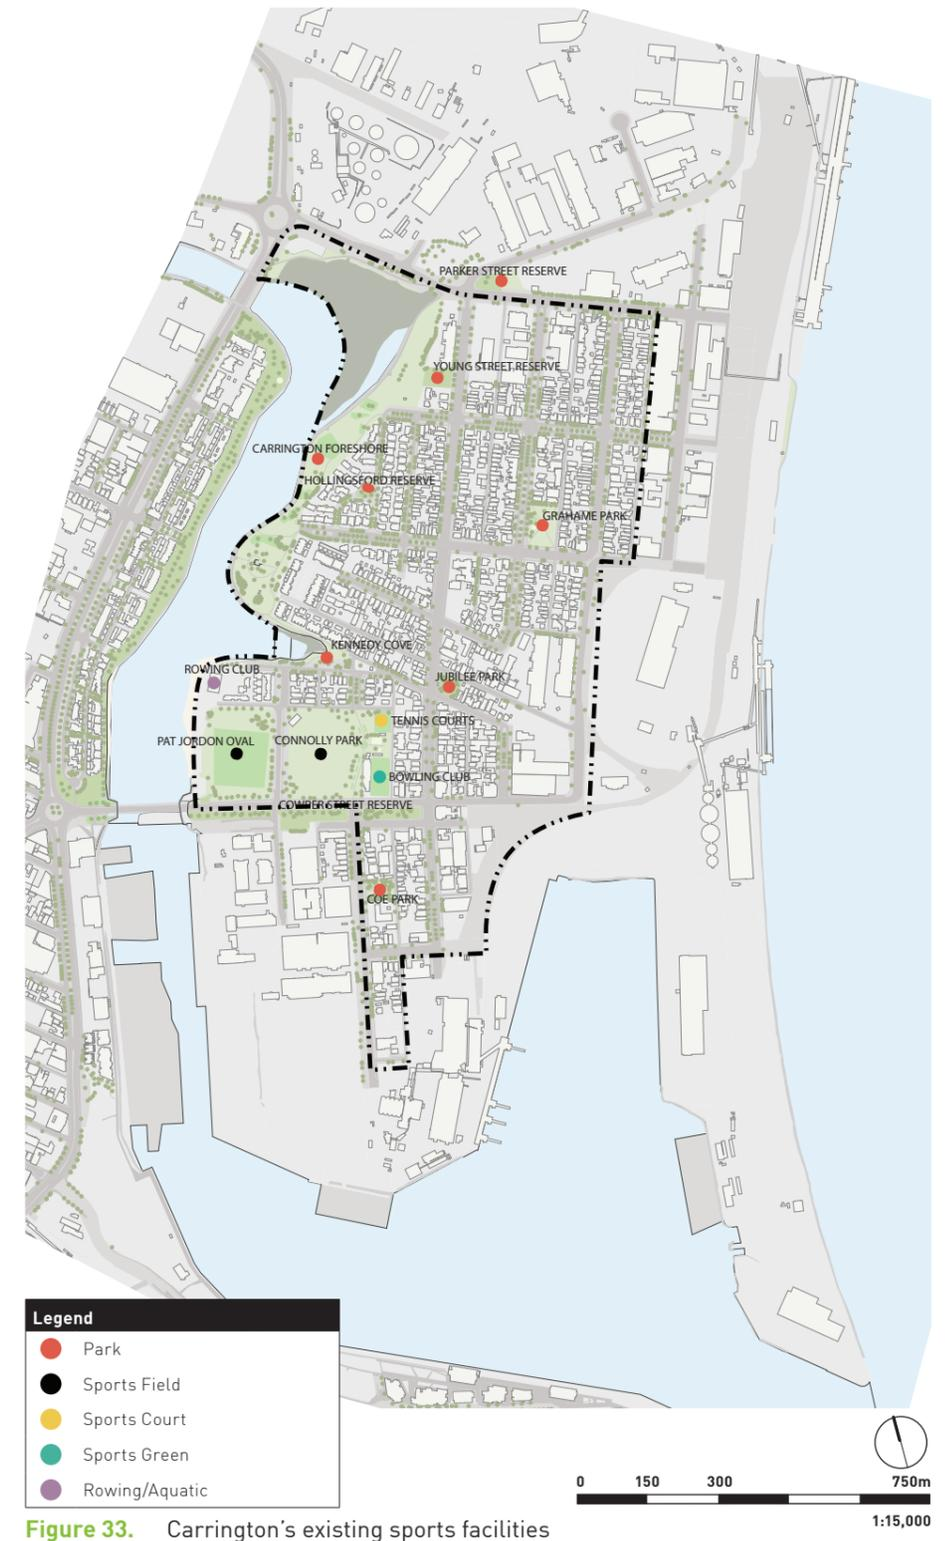 PARKER STREET RESERVE
YOUNG STREET RESERVE
CARRINGTON FORESHORE
HOLLINGSFORD RESERVE
GRAHAME PARK
KENNEDY COVE
ROWING CLUB
JUBILEE PARK
TENNIS COURTS
PAT JORDON OVAL
CONNOLLY PARK
BOWLING CLUB
COWPER STREET RESERVE
COE PARK
Legend
Park
Sports Field
Sports Court
Sports Green
Rowing/Aquatic
0 150 300 750m
1:15,000
Figure 33. Carrington’s existing sports facilities